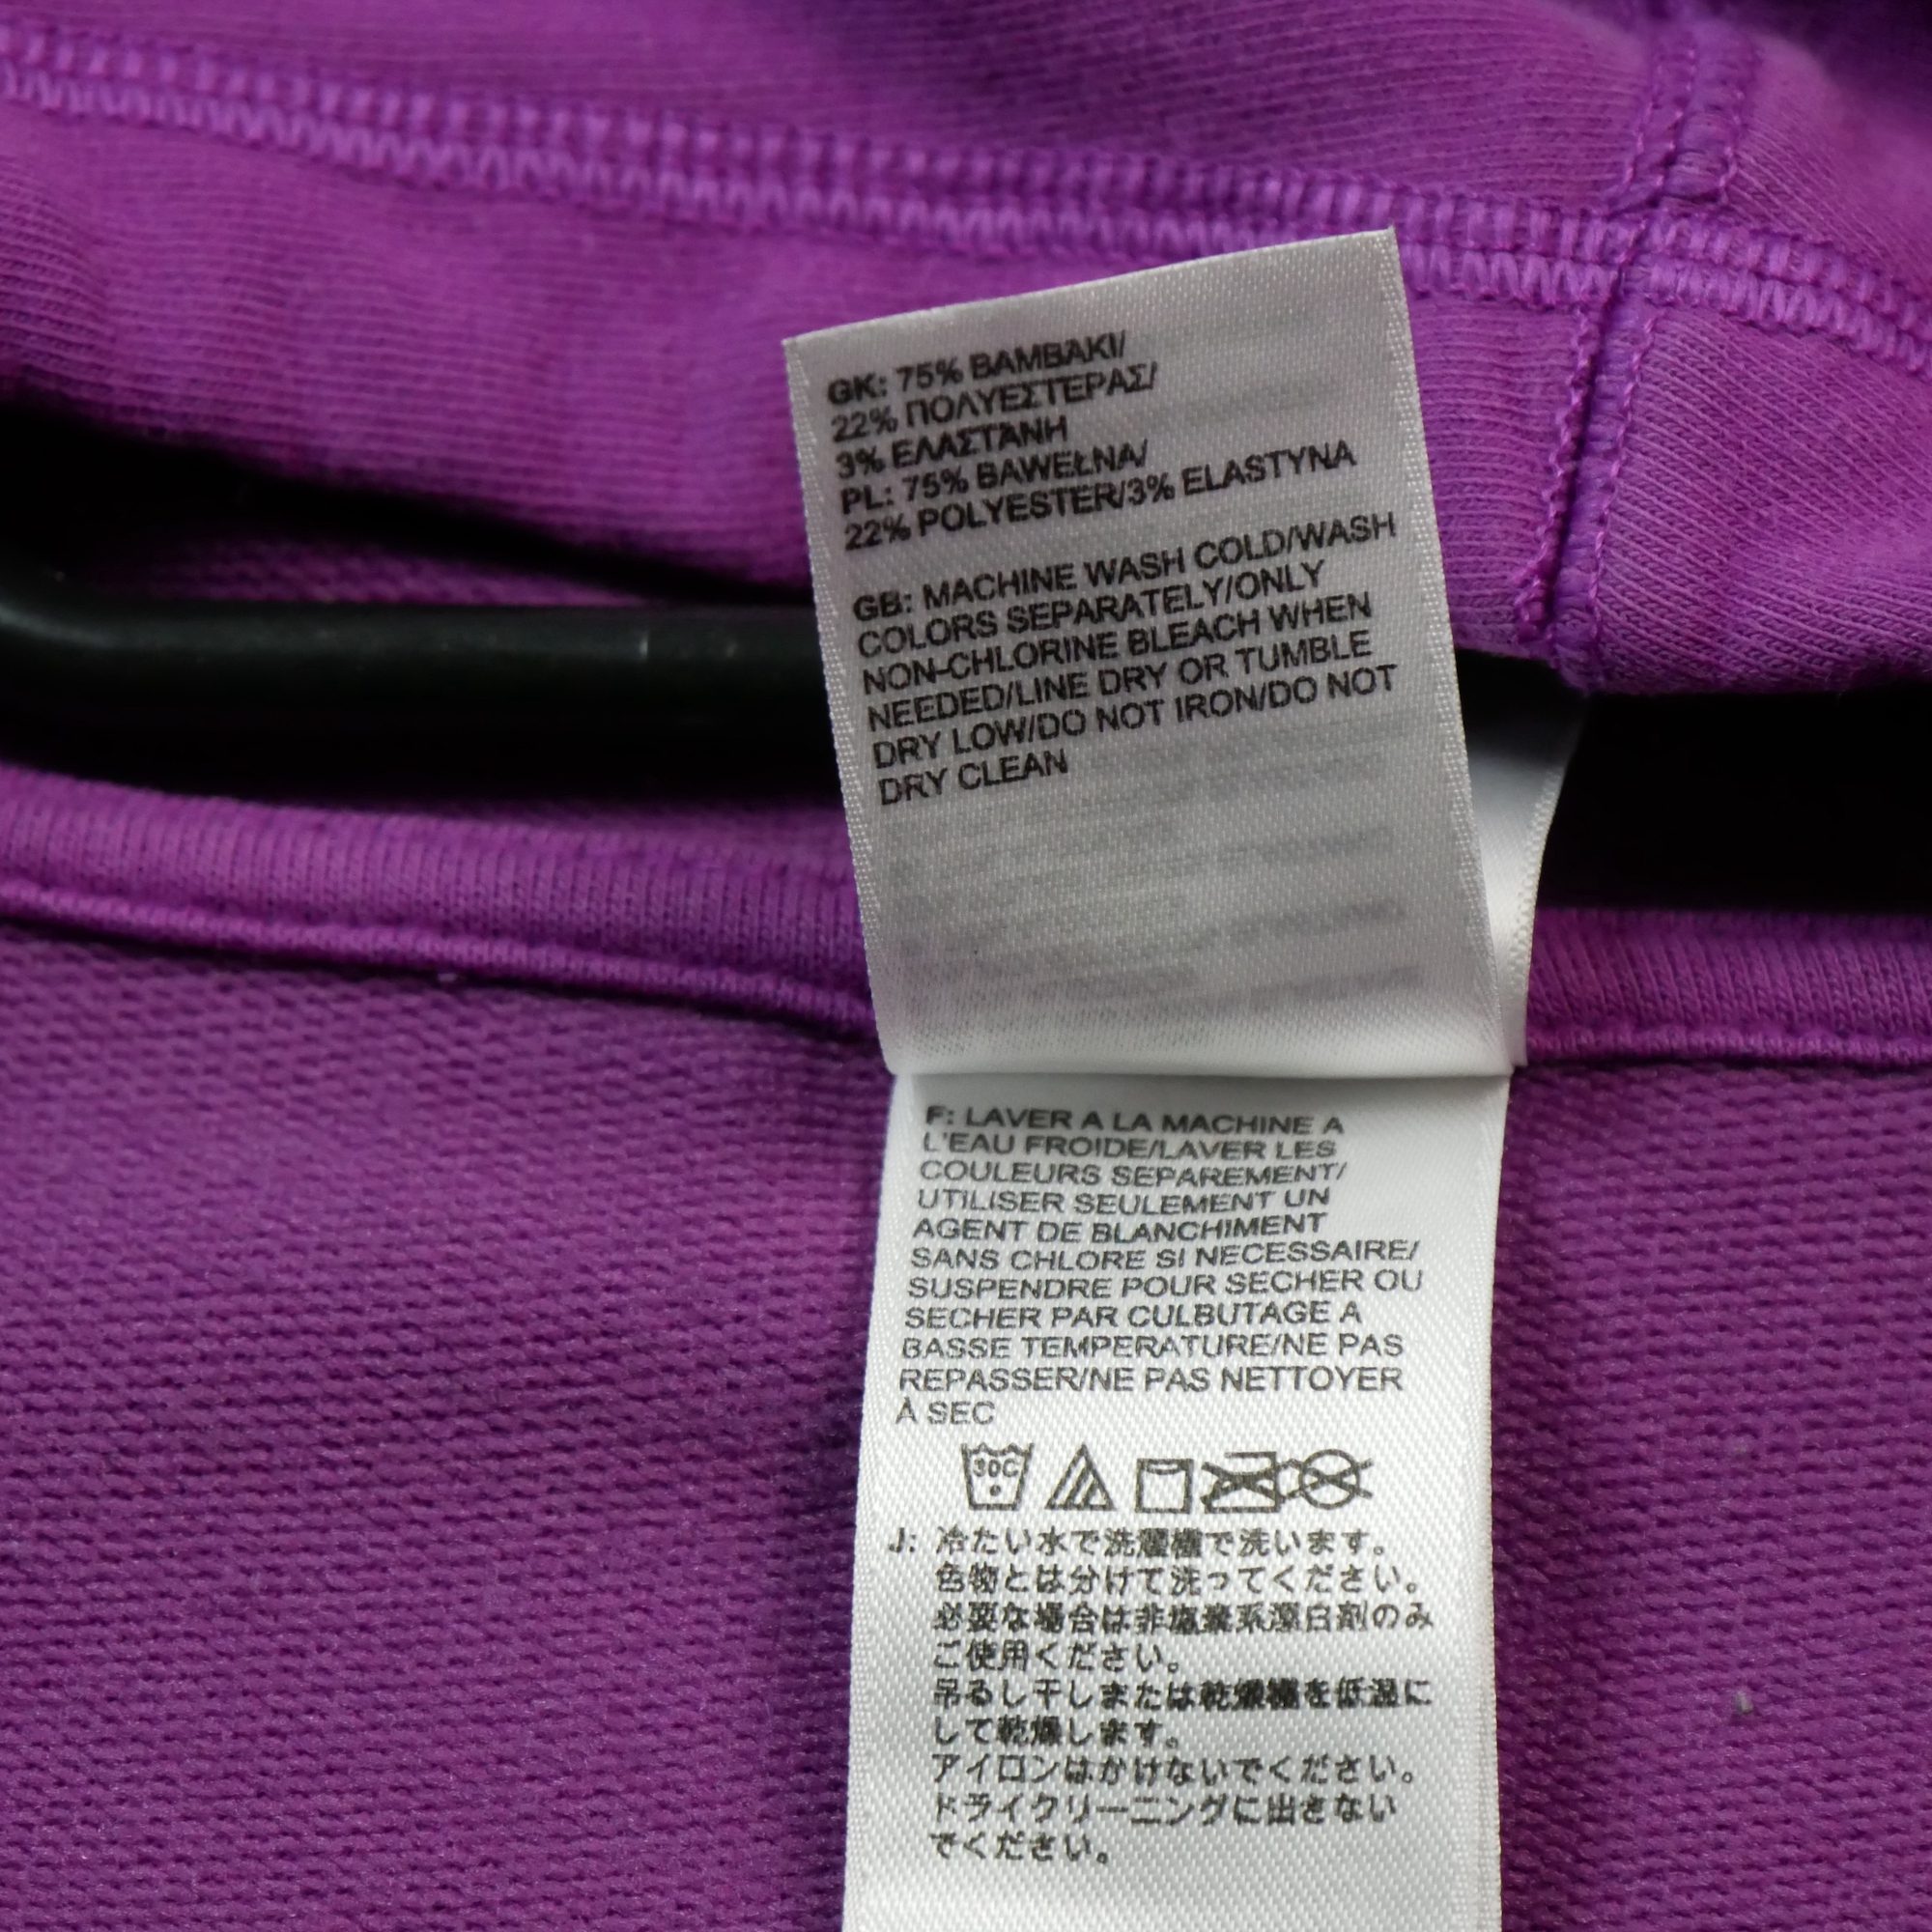 GK: 75% ΒΑΜΒΑΚΙ/
22% ΠΟΛΥΕΣΤΕΡΑΣ/
3% ΕΛΑΣΤΑΝΗ
PL: 75% BAWEŁNA/
22% POLYESTER/3% ELASTYNA
GB: MACHINE WASH COLD/WASH
COLORS SEPARATELY/ONLY
NON-CHLORINE BLEACH WHEN
NEEDED/LINE DRY OR TUMBLE
DRY LOW/DO NOT IRON/DO NOT
DRY CLEAN
F: LAVER A LA MACHINE A
L'EAU FROIDE/LAVER LES
COULEURS SEPAREMENT/
UTILISER SEULEMENT UN
AGENT DE BLANCHIMENT
SANS CHLORE SI NECESSAIRE/
SUSPENDRE POUR SECHER OU
SECHER PAR CULBUTAGE A
BASSE TEMPERATURE/NE PAS
REPASSER/NE PAS NETTOYER
À SEC
30C
J: 冷たい水で洗濯機で洗います。
色物とは分けて洗ってください。
必要な場合は非塩素系漂白剤のみ
ご使用ください。
吊るし干しまたは乾燥機を低温に
して乾燥します。
アイロンはかけないでください。
ドライクリーニングに出さない
でください。